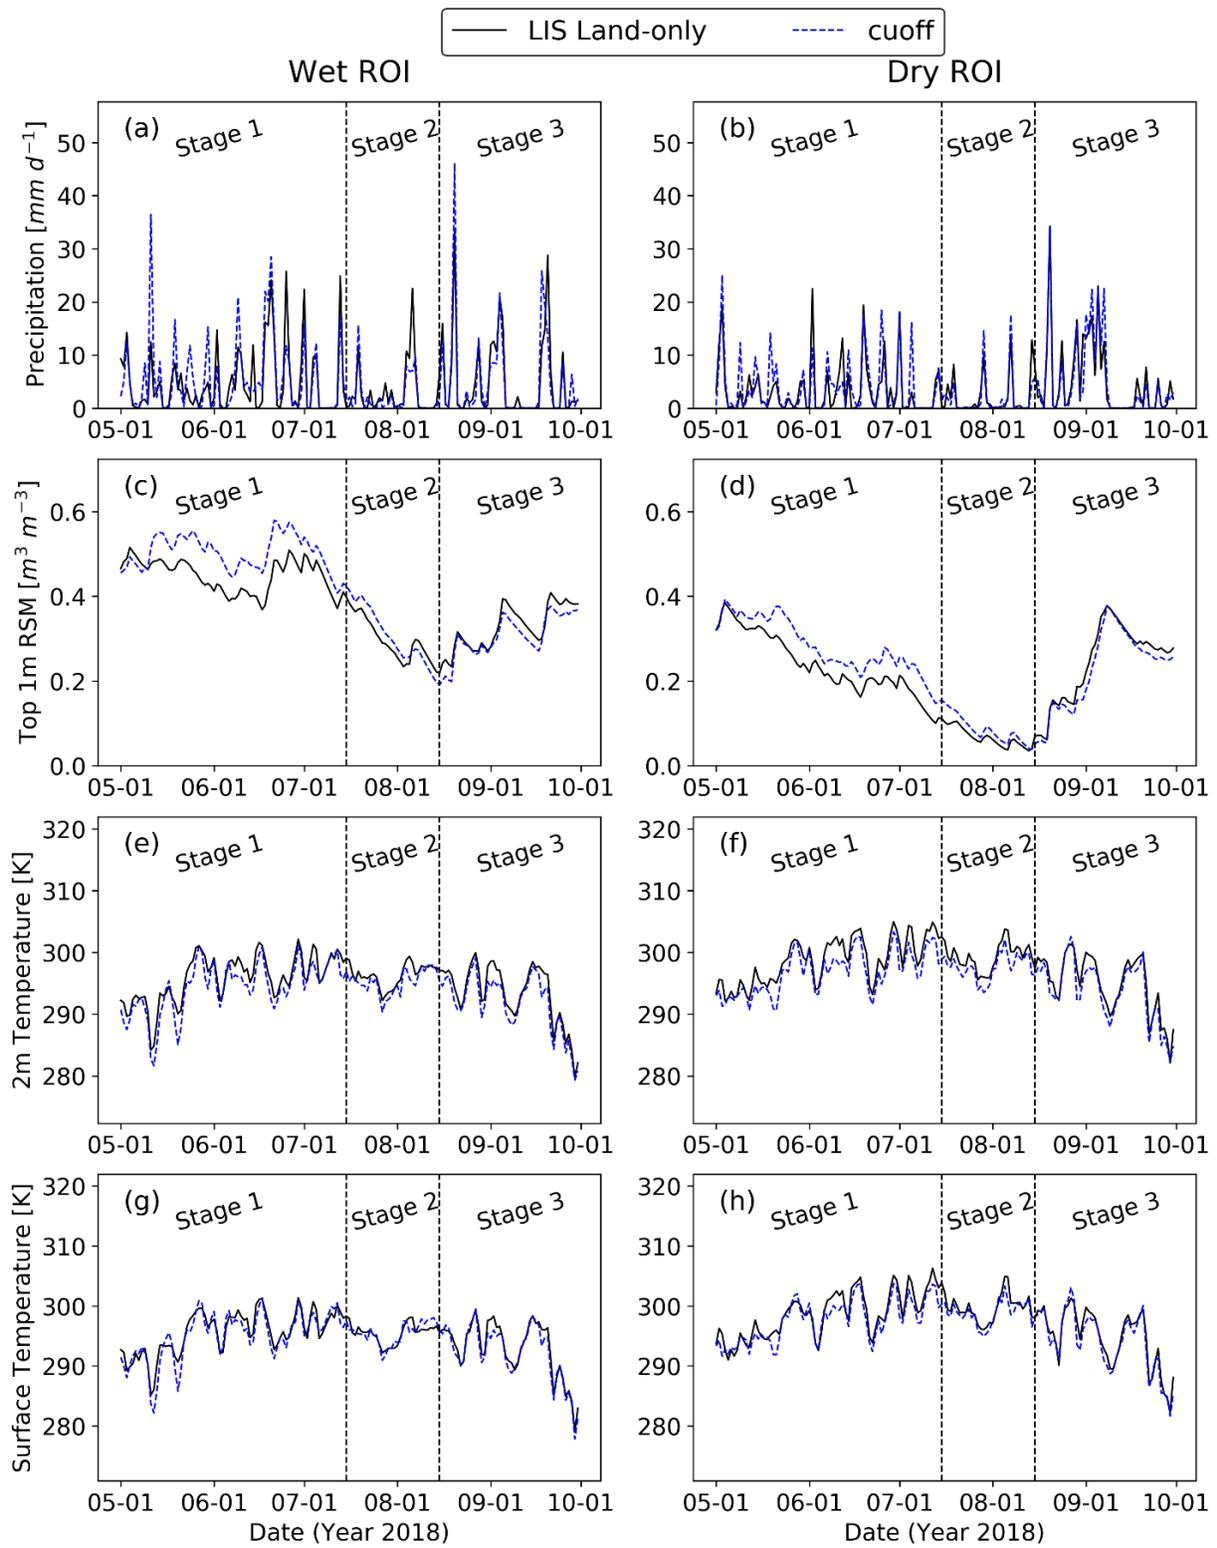 LIS Land-only cuoff
Wet ROI Dry ROI
Precipitation [mm d⁻¹]
(a) Stage 1 Stage 2 Stage 3
50
40
30
20
10
0
05-01 06-01 07-01 08-01 09-01 10-01
(b) Stage 1 Stage 2 Stage 3
50
40
30
20
10
0
05-01 06-01 07-01 08-01 09-01 10-01
Top 1m RSM [m³ m⁻³]
(c) Stage 1 Stage 2 Stage 3
0.6
0.4
0.2
0.0
05-01 06-01 07-01 08-01 09-01 10-01
(d) Stage 1 Stage 2 Stage 3
0.6
0.4
0.2
0.0
05-01 06-01 07-01 08-01 09-01 10-01
2m Temperature [K]
320
(e) Stage 1 Stage 2 Stage 3
310
300
290
280
05-01 06-01 07-01 08-01 09-01 10-01
320
(f) Stage 1 Stage 2 Stage 3
310
300
290
280
05-01 06-01 07-01 08-01 09-01 10-01
Surface Temperature [K]
320
(g) Stage 1 Stage 2 Stage 3
310
300
290
280
05-01 06-01 07-01 08-01 09-01 10-01
Date (Year 2018)
320
(h) Stage 1 Stage 2 Stage 3
310
300
290
280
05-01 06-01 07-01 08-01 09-01 10-01
Date (Year 2018)